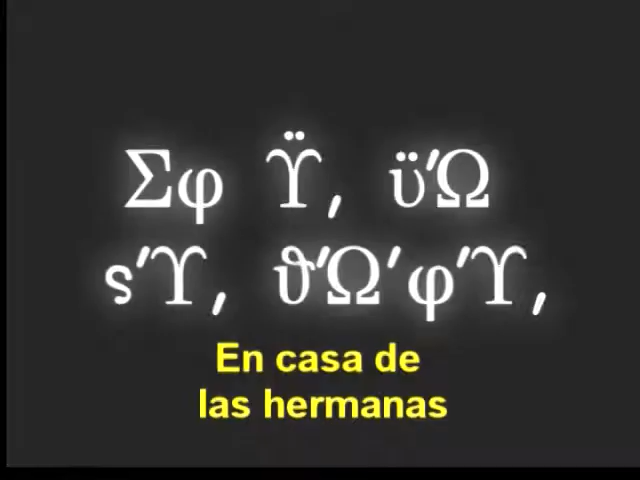 Σφ ϔ, ϋ'Ω
s'ϒ, ϑ'Ω'φ'ϒ,
En casa de
las hermanas